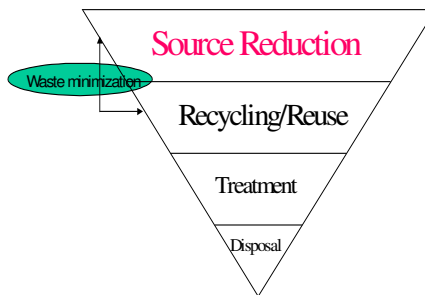 Source Reduction
Waste minimization
Recycling/Reuse
Treatment
Disposal